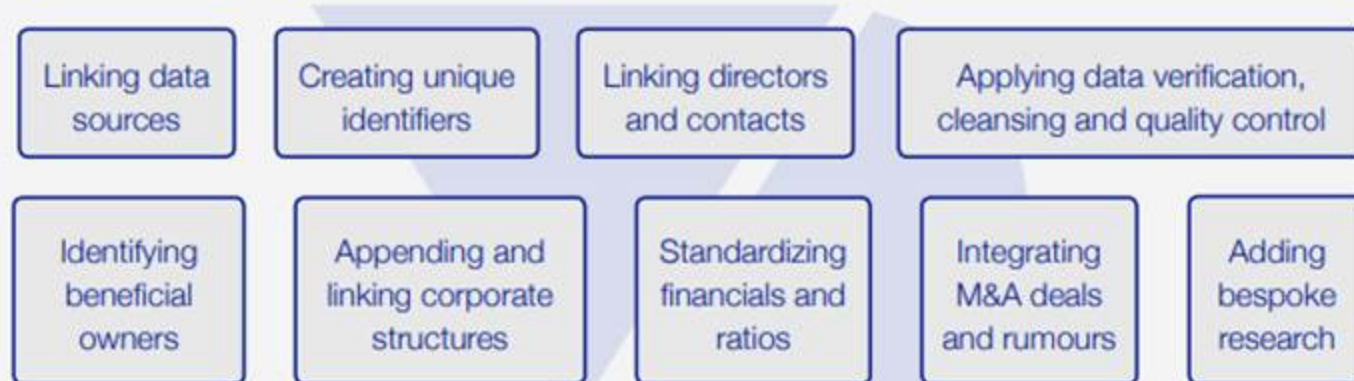 Linking data
sources
Creating unique
identifiers
Linking directors
and contacts
Applying data verification,
cleansing and quality control
Identifying
beneficial
owners
Appending and
linking corporate
structures
Standardizing
financials and
ratios
Integrating
M&A deals
and rumours
Adding
bespoke
research